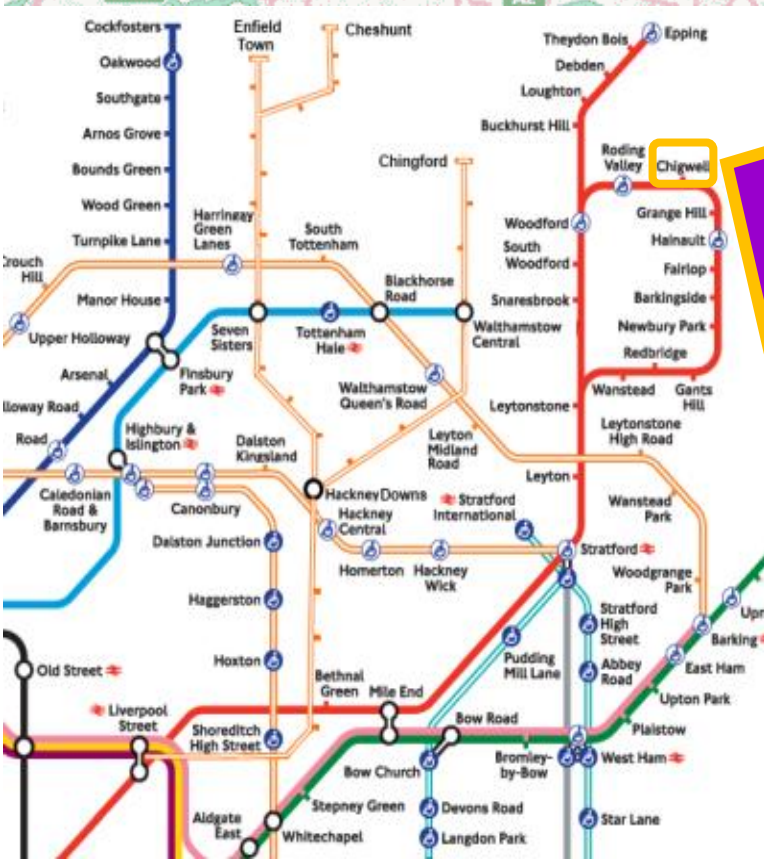 Cockfosters
Oakwood
Southgate
Arnos Grove
Bounds Green
Wood Green
Turnpike Lane
Manor House
Enfield
Town
Cheshunt
Chingford
Theydon Bois
Epping
Debden
Loughton
Buckhurst Hill
Roding
Valley
Chigwell
Grange Hill
Hainault
Fairlop
Barkingside
Newbury Park
Redbridge
Wanstead
Gants
Hill
Woodford
South
Woodford
Snaresbrook
Leytonstone
Leyton
Harringay
Green
Lanes
South
Tottenham
Blackhorse
Road
rouch
Hill
Upper Holloway
Seven
Sisters
Tottenham
Hale
Walthamstow
Central
Finsbury
Park
Arsenal
lloway Road
Road
Highbury &
Islington
Walthamstow
Queen's Road
Leyton
Midland
Road
Leytonstone
High Road
Wanstead
Park
Woodgrange
Park
Caledonian
Road &
Barnsbury
Canonbury
Dalston
Kingsland
Hackney Downs
Hackney
Central
Homerton
Hackney
Wick
Stratford
International
Stratford
Dalston Junction
Haggerston
Hoxton
Shoreditch
High Street
Stratford
High
Street
Abbey
Road
Pudding
Mill Lane
Upr
Barking
East Ham
Upton Park
Plaistow
West Ham
Star Lane
Old Street
Liverpool
Street
Bethnal
Green
Mile End
Bow Road
Bow Church
Bromley-
by-Bow
Devons Road
Langdon Park
Stepney Green
Aldgate
East
Whitechapel